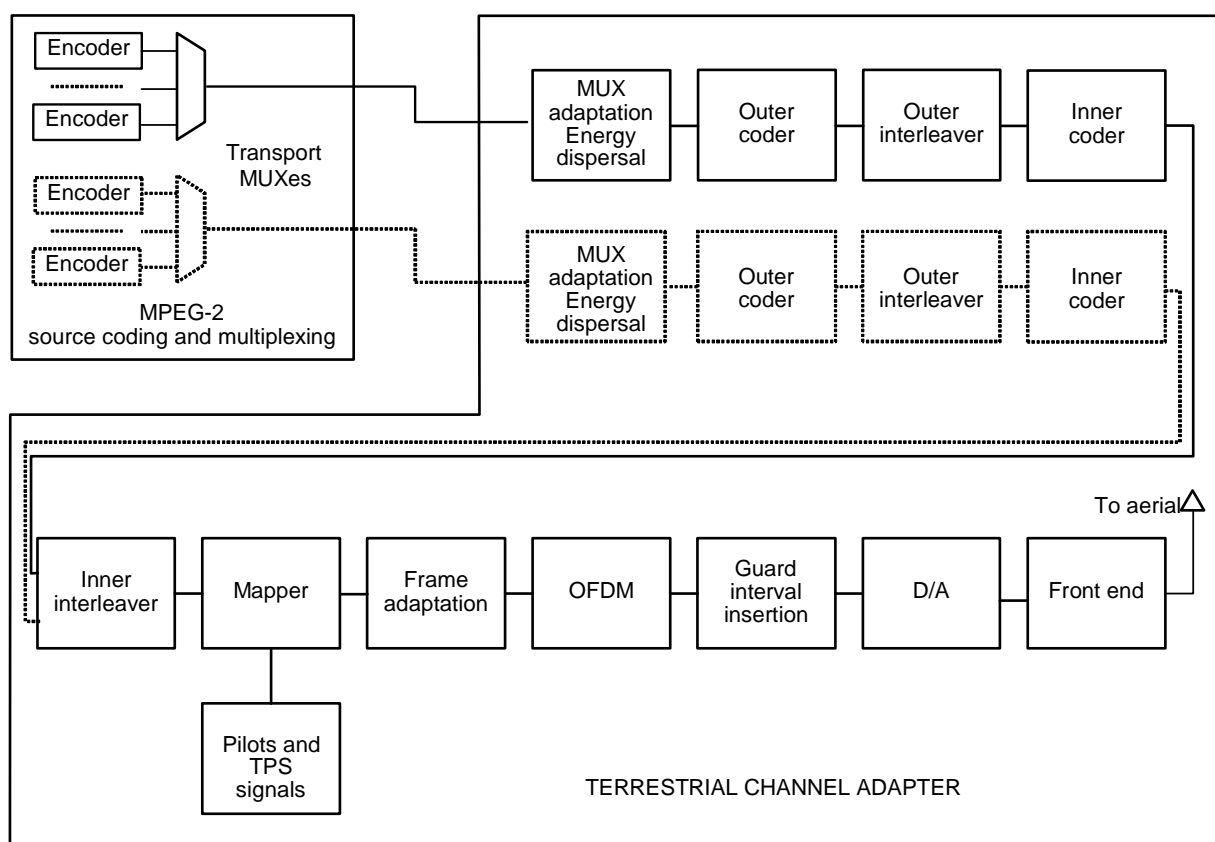 Encoder
Encoder
Transport
MUXes
Encoder
Encoder
MPEG-2
source coding and multiplexing
MUX
adaptation
Energy
dispersal
Outer
coder
Outer
interleaver
Inner
coder
MUX
adaptation
Energy
dispersal
Outer
coder
Outer
interleaver
Inner
coder
To aerial
Inner
interleaver
Mapper
Frame
adaptation
OFDM
Guard
interval
insertion
D/A
Front end
Pilots and
TPS
signals
TERRESTRIAL CHANNEL ADAPTER